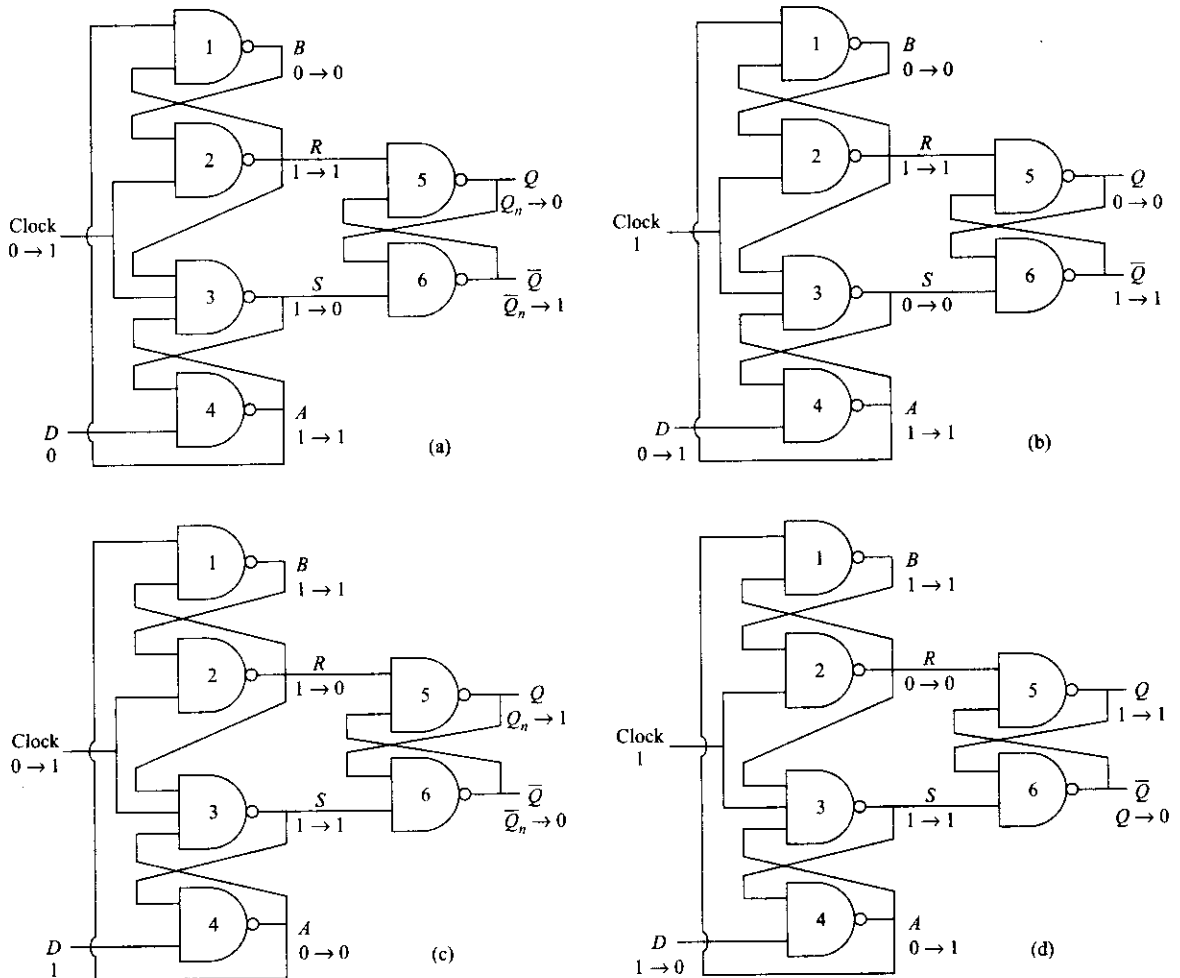 1
B
0 → 0
2
R
1 → 1
5
Q
Qₙ → 0
Clock
0 → 1
3
S
1 → 0
6
Q̅
Q̅ₙ → 1
4
A
1 → 1
D
0
(a)
1
B
0 → 0
2
R
1 → 1
5
Q
0 → 0
Clock
1
3
S
0 → 0
6
Q̅
1 → 1
4
A
1 → 1
D
0 → 1
(b)
1
B
1 → 1
2
R
1 → 0
5
Q
Qₙ → 1
Clock
0 → 1
3
S
1 → 1
6
Q̅
Q̅ₙ → 0
4
A
0 → 0
D
1
(c)
1
B
1 → 1
2
R
0 → 0
5
Q
1 → 1
Clock
1
3
S
1 → 1
6
Q̅
Q → 0
4
A
0 → 1
D
1 → 0
(d)